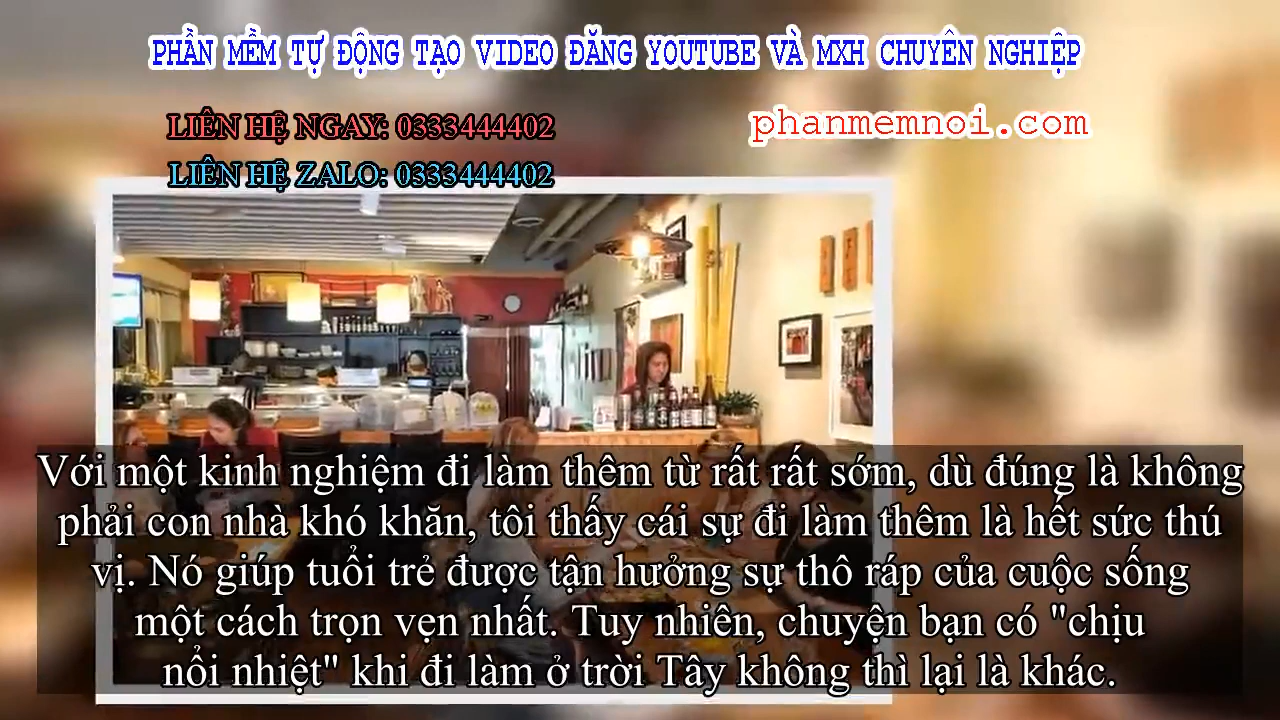 PHẦN MỀM TỰ ĐỘNG TẠO VIDEO ĐĂNG YOUTUBE VÀ MXH CHUYÊN NGHIỆP
LIÊN HỆ NGAY: 0333444402
phanmemnoi.com
LIÊN HỆ ZALO: 0333444402
Với một kinh nghiệm đi làm thêm từ rất rất sớm, dù đúng là không
phải con nhà khó khăn, tôi thấy cái sự đi làm thêm là hết sức thú
vị. Nó giúp tuổi trẻ được tận hưởng sự thô ráp của cuộc sống
một cách trọn vẹn nhất. Tuy nhiên, chuyện bạn có "chịu
nổi nhiệt" khi đi làm ở trời Tây không thì lại là khác.